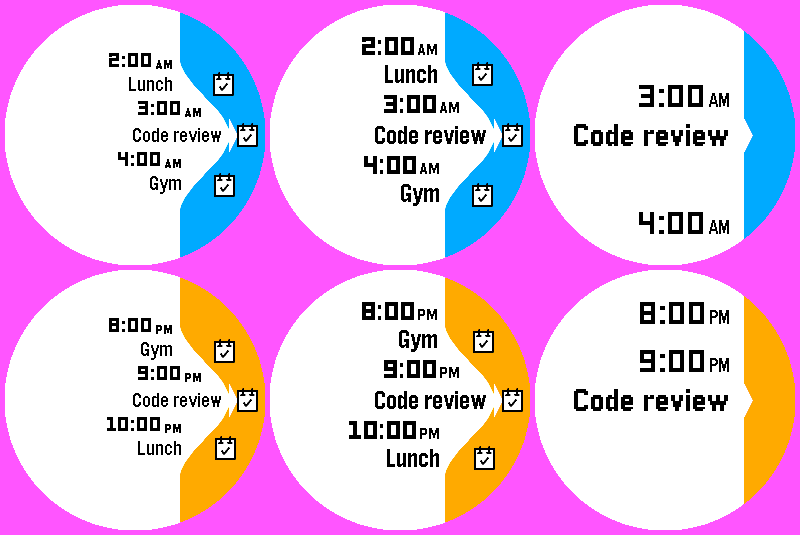 2:00 AM
Lunch
3:00 AM
Code review
4:00 AM
Gym
2:00 AM
Lunch
3:00 AM
Code review
4:00 AM
Gym
3:00 AM
Code review
4:00 AM
8:00 PM
Gym
9:00 PM
Code review
10:00 PM
Lunch
8:00 PM
Gym
9:00 PM
Code review
10:00 PM
Lunch
8:00 PM
9:00 PM
Code review